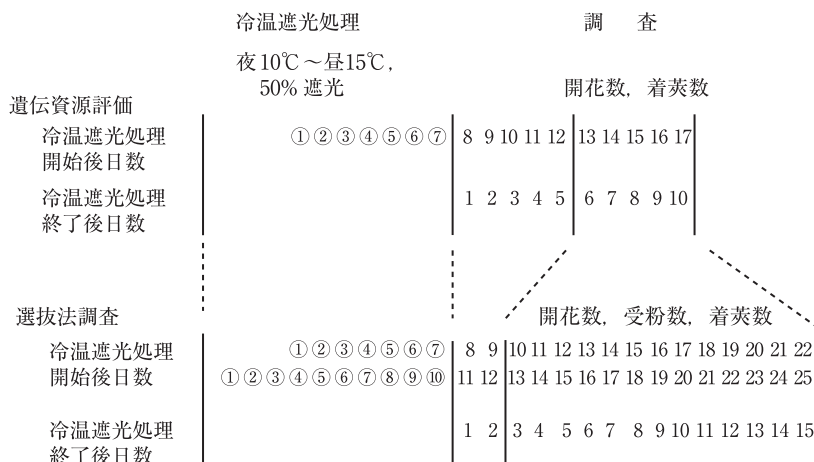 冷温遮光処理 調　査
夜10℃～昼15℃,
50% 遮光 開花数，着莢数
遺伝資源評価
冷温遮光処理 ①②③④⑤⑥⑦ 8 9 10 11 12 13 14 15 16 17
開始後日数
冷温遮光処理 1 2 3 4 5 6 7 8 9 10
終了後日数
選抜法調査 開花数，受粉数，着莢数
冷温遮光処理 ①②③④⑤⑥⑦ 8 9 10 11 12 13 14 15 16 17 18 19 20 21 22
開始後日数 ①②③④⑤⑥⑦⑧⑨⑩ 11 12 13 14 15 16 17 18 19 20 21 22 23 24 25
冷温遮光処理 1 2 3 4 5 6 7 8 9 10 11 12 13 14 15
終了後日数